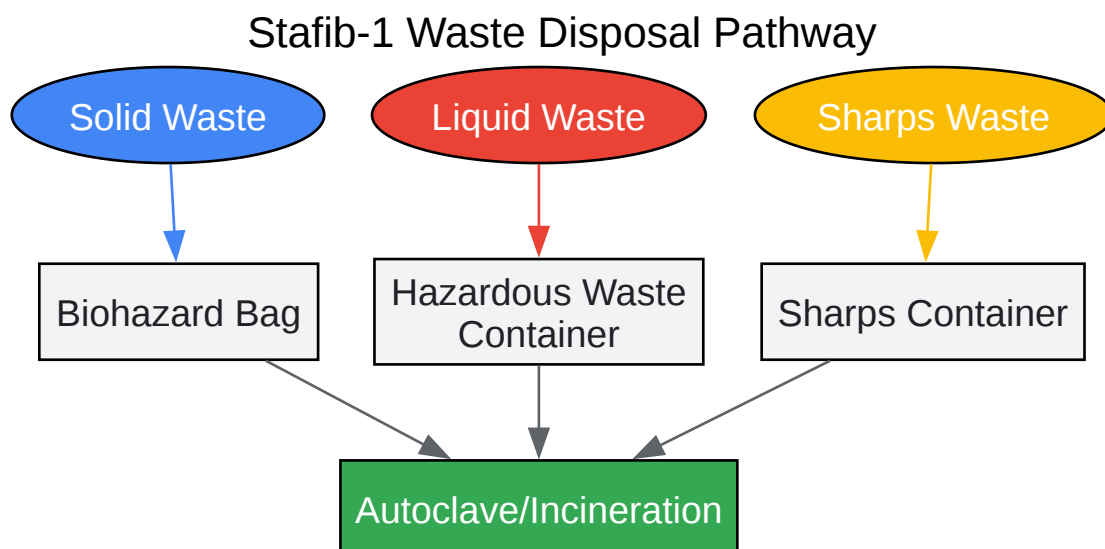 Stafib-1 Waste Disposal Pathway
Solid Waste
Liquid Waste
Sharps Waste
Biohazard Bag
Hazardous Waste
Container
Sharps Container
Autoclave/Incineration